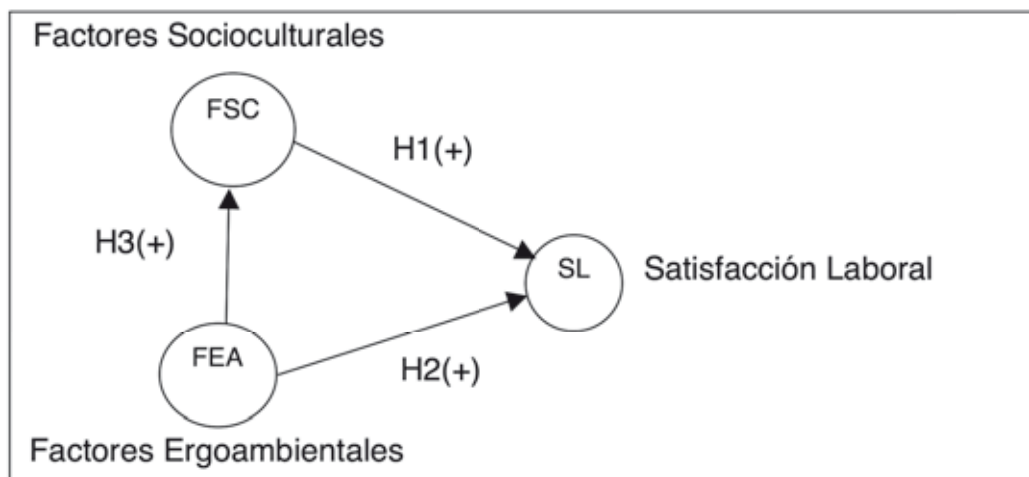 Factores Socioculturales
FSC
H1(+)
H3(+)
SL
Satisfacción Laboral
FEA
H2(+)
Factores Ergoambientales